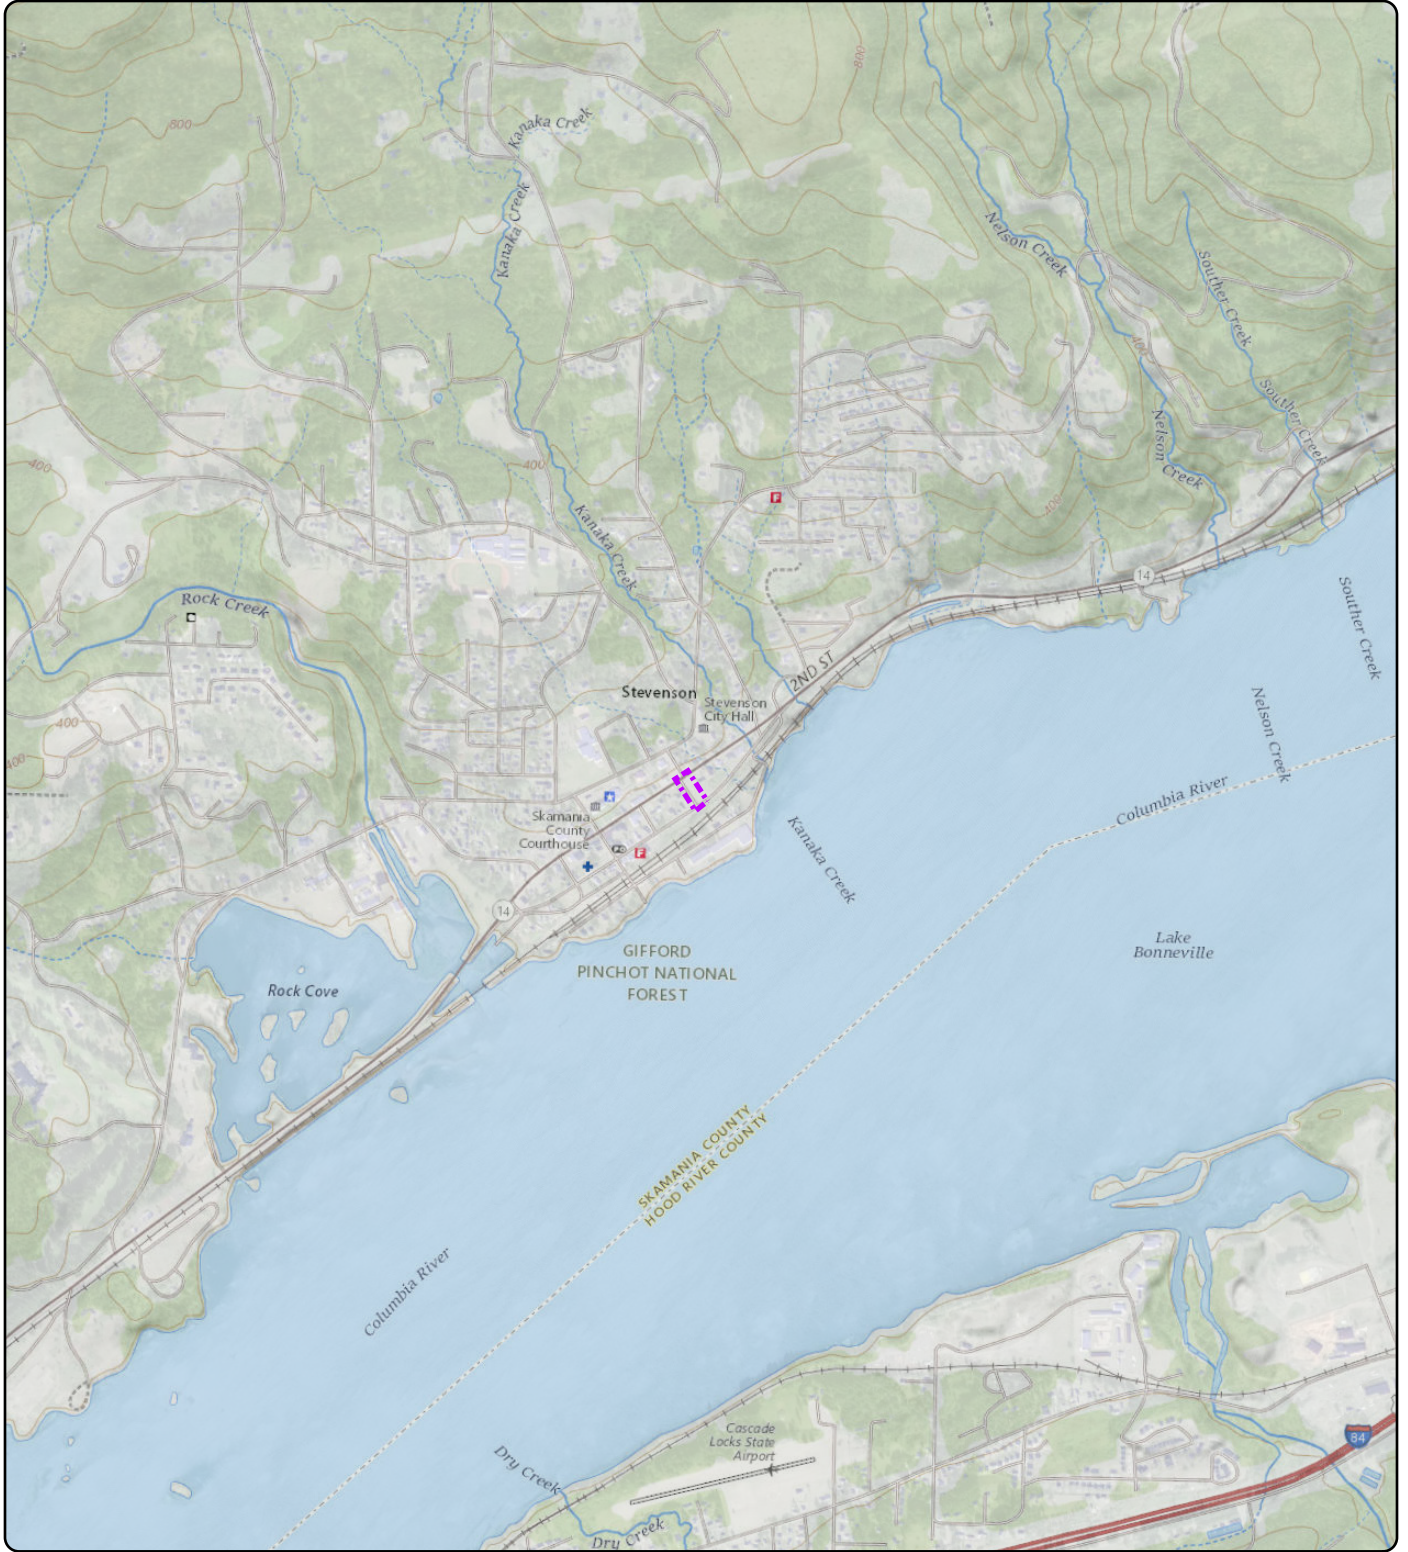 800
800
Kanaka Creek
Kanaka Creek
Nelson Creek
Souther Creek
400
Souther Creek
Nelson
Creek
400
400
400
F
Kanaka Creek
14
Rock Creek
Souther Creek
2ND ST
Stevenson
Stevenson
City Hall
Nelson Creek
400
400
Columbia River
Skamania
County
Courthouse
F
Kanaka Creek
14
GIFFORD
PINCHOT NATIONAL
FOREST
Lake
Bonneville
Rock Cove
SKAMANIA COUNTY
HOOD RIVER COUNTY
Columbia River
Cascade
Locks State
Airport
84
Dry Creek
Dry Creek